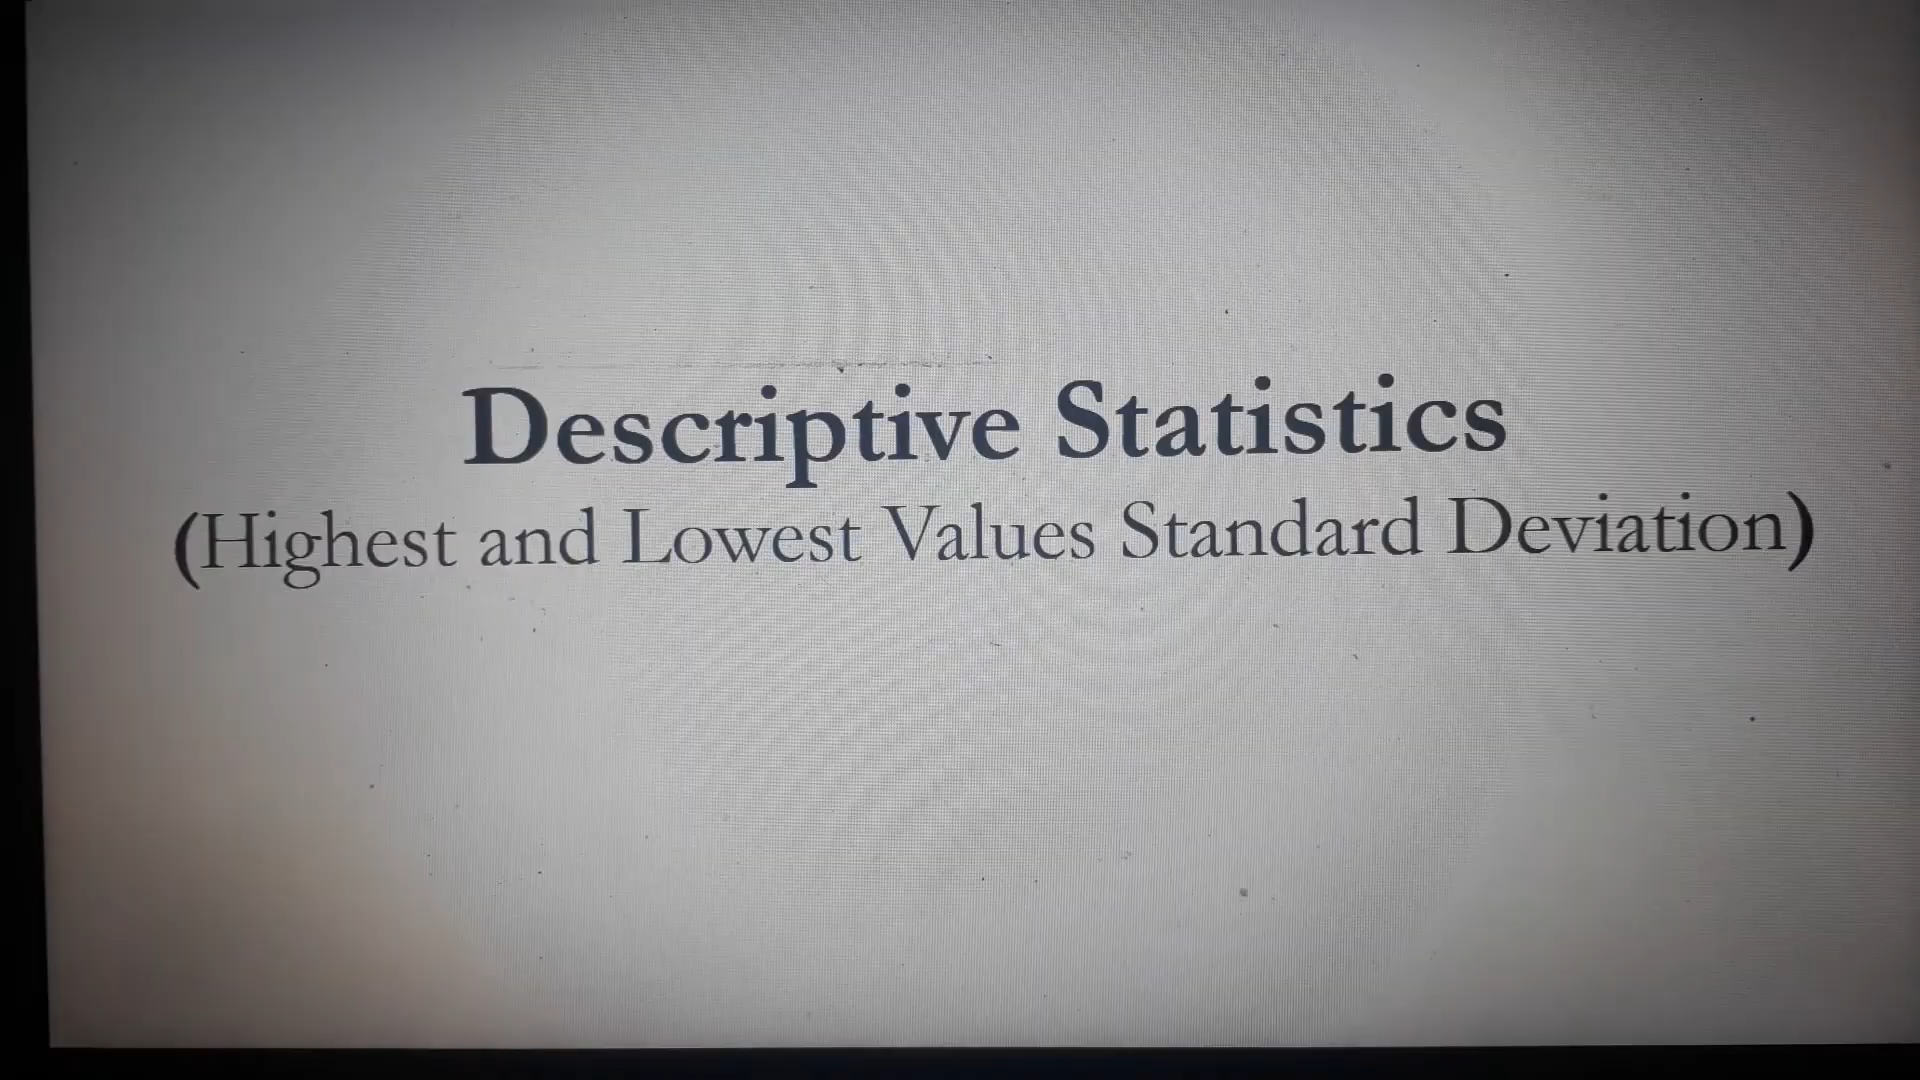 Descriptive Statistics
(Highest and Lowest Values Standard Deviation)